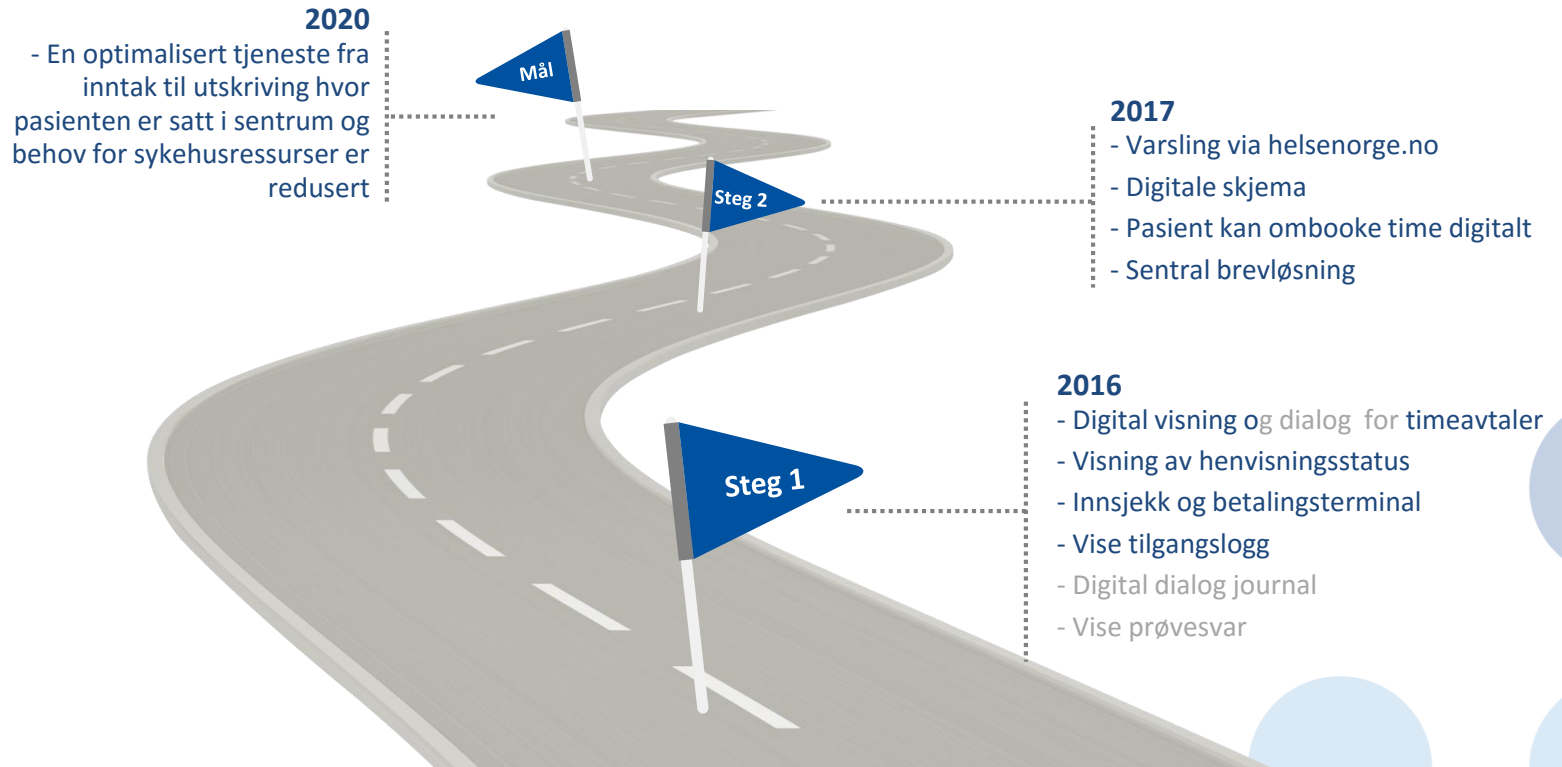 2020
- En optimalisert tjeneste fra
inntak til utskriving hvor
pasienten er satt i sentrum og
behov for sykehusressurser er
redusert
Mål
2017
- Varsling via helsenorge.no
- Digitale skjema
- Pasient kan ombooke time digitalt
- Sentral brevløsning
Steg 2
2016
- Digital visning og dialog  for timeavtaler
- Visning av henvisningsstatus
- Innsjekk og betalingsterminal
- Vise tilgangslogg
- Digital dialog journal
- Vise prøvesvar
Steg 1